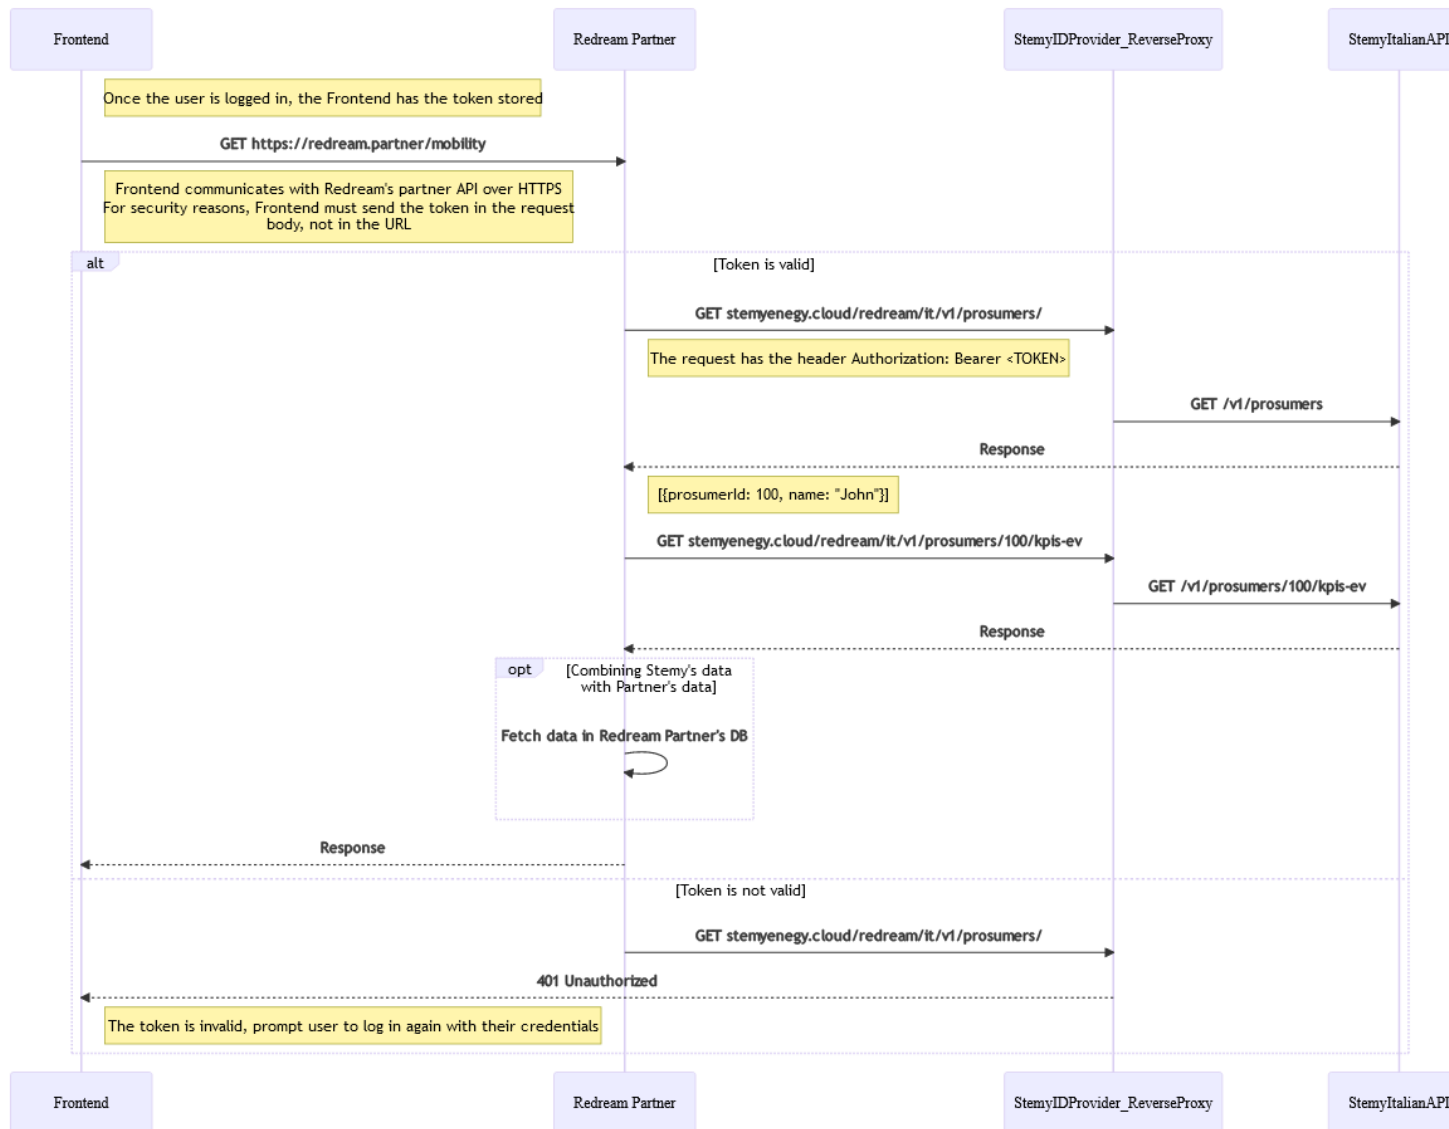 Frontend
Redream Partner
StemyIDProvider_ReverseProxy
StemyItalianAPI
Once the user is logged in, the Frontend has the token stored
GET https://redream.partner/mobility
Frontend communicates with Redream's partner API over HTTPS
For security reasons, Frontend must send the token in the request
body, not in the URL
alt
[Token is valid]
GET stemyenegy.cloud/redream/it/v1/prosumers/
The request has the header Authorization: Bearer <TOKEN>
GET /v1/prosumers
Response
[{prosumerId: 100, name: "John"}]
GET stemyenegy.cloud/redream/it/v1/prosumers/100/kpis-ev
GET /v1/prosumers/100/kpis-ev
Response
opt
[Combining Stemy's data
with Partner's data]
Fetch data in Redream Partner's DB
Response
[Token is not valid]
GET stemyenegy.cloud/redream/it/v1/prosumers/
401 Unauthorized
The token is invalid, prompt user to log in again with their credentials
Frontend
Redream Partner
StemyIDProvider_ReverseProxy
StemyItalianAPI